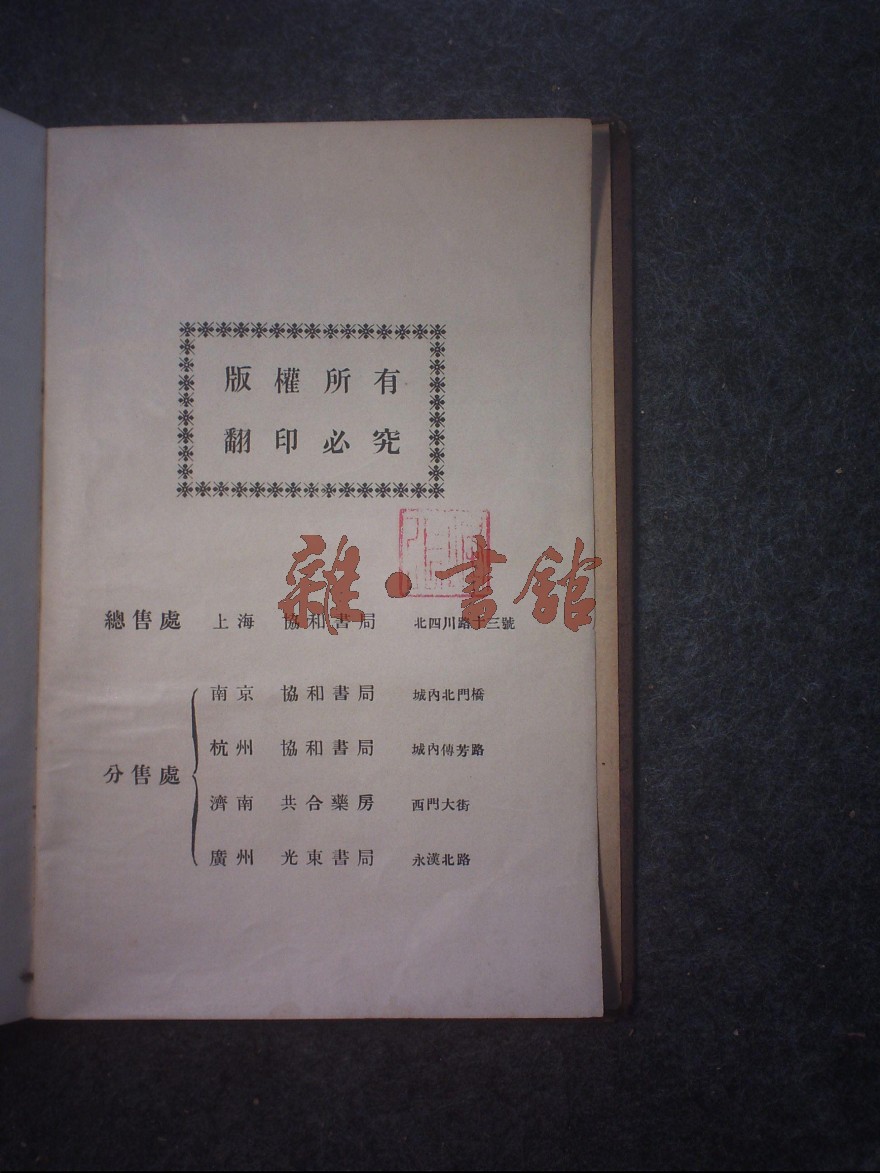 版權所有
翻印必究
雜·書館
總售處 上海 協和書局 北四川路十三號
分售處
南京 協和書局 城內北門橋
杭州 協和書局 城內傳芳路
濟南 共合藥房 西門大街
廣州 光東書局 永漢北路